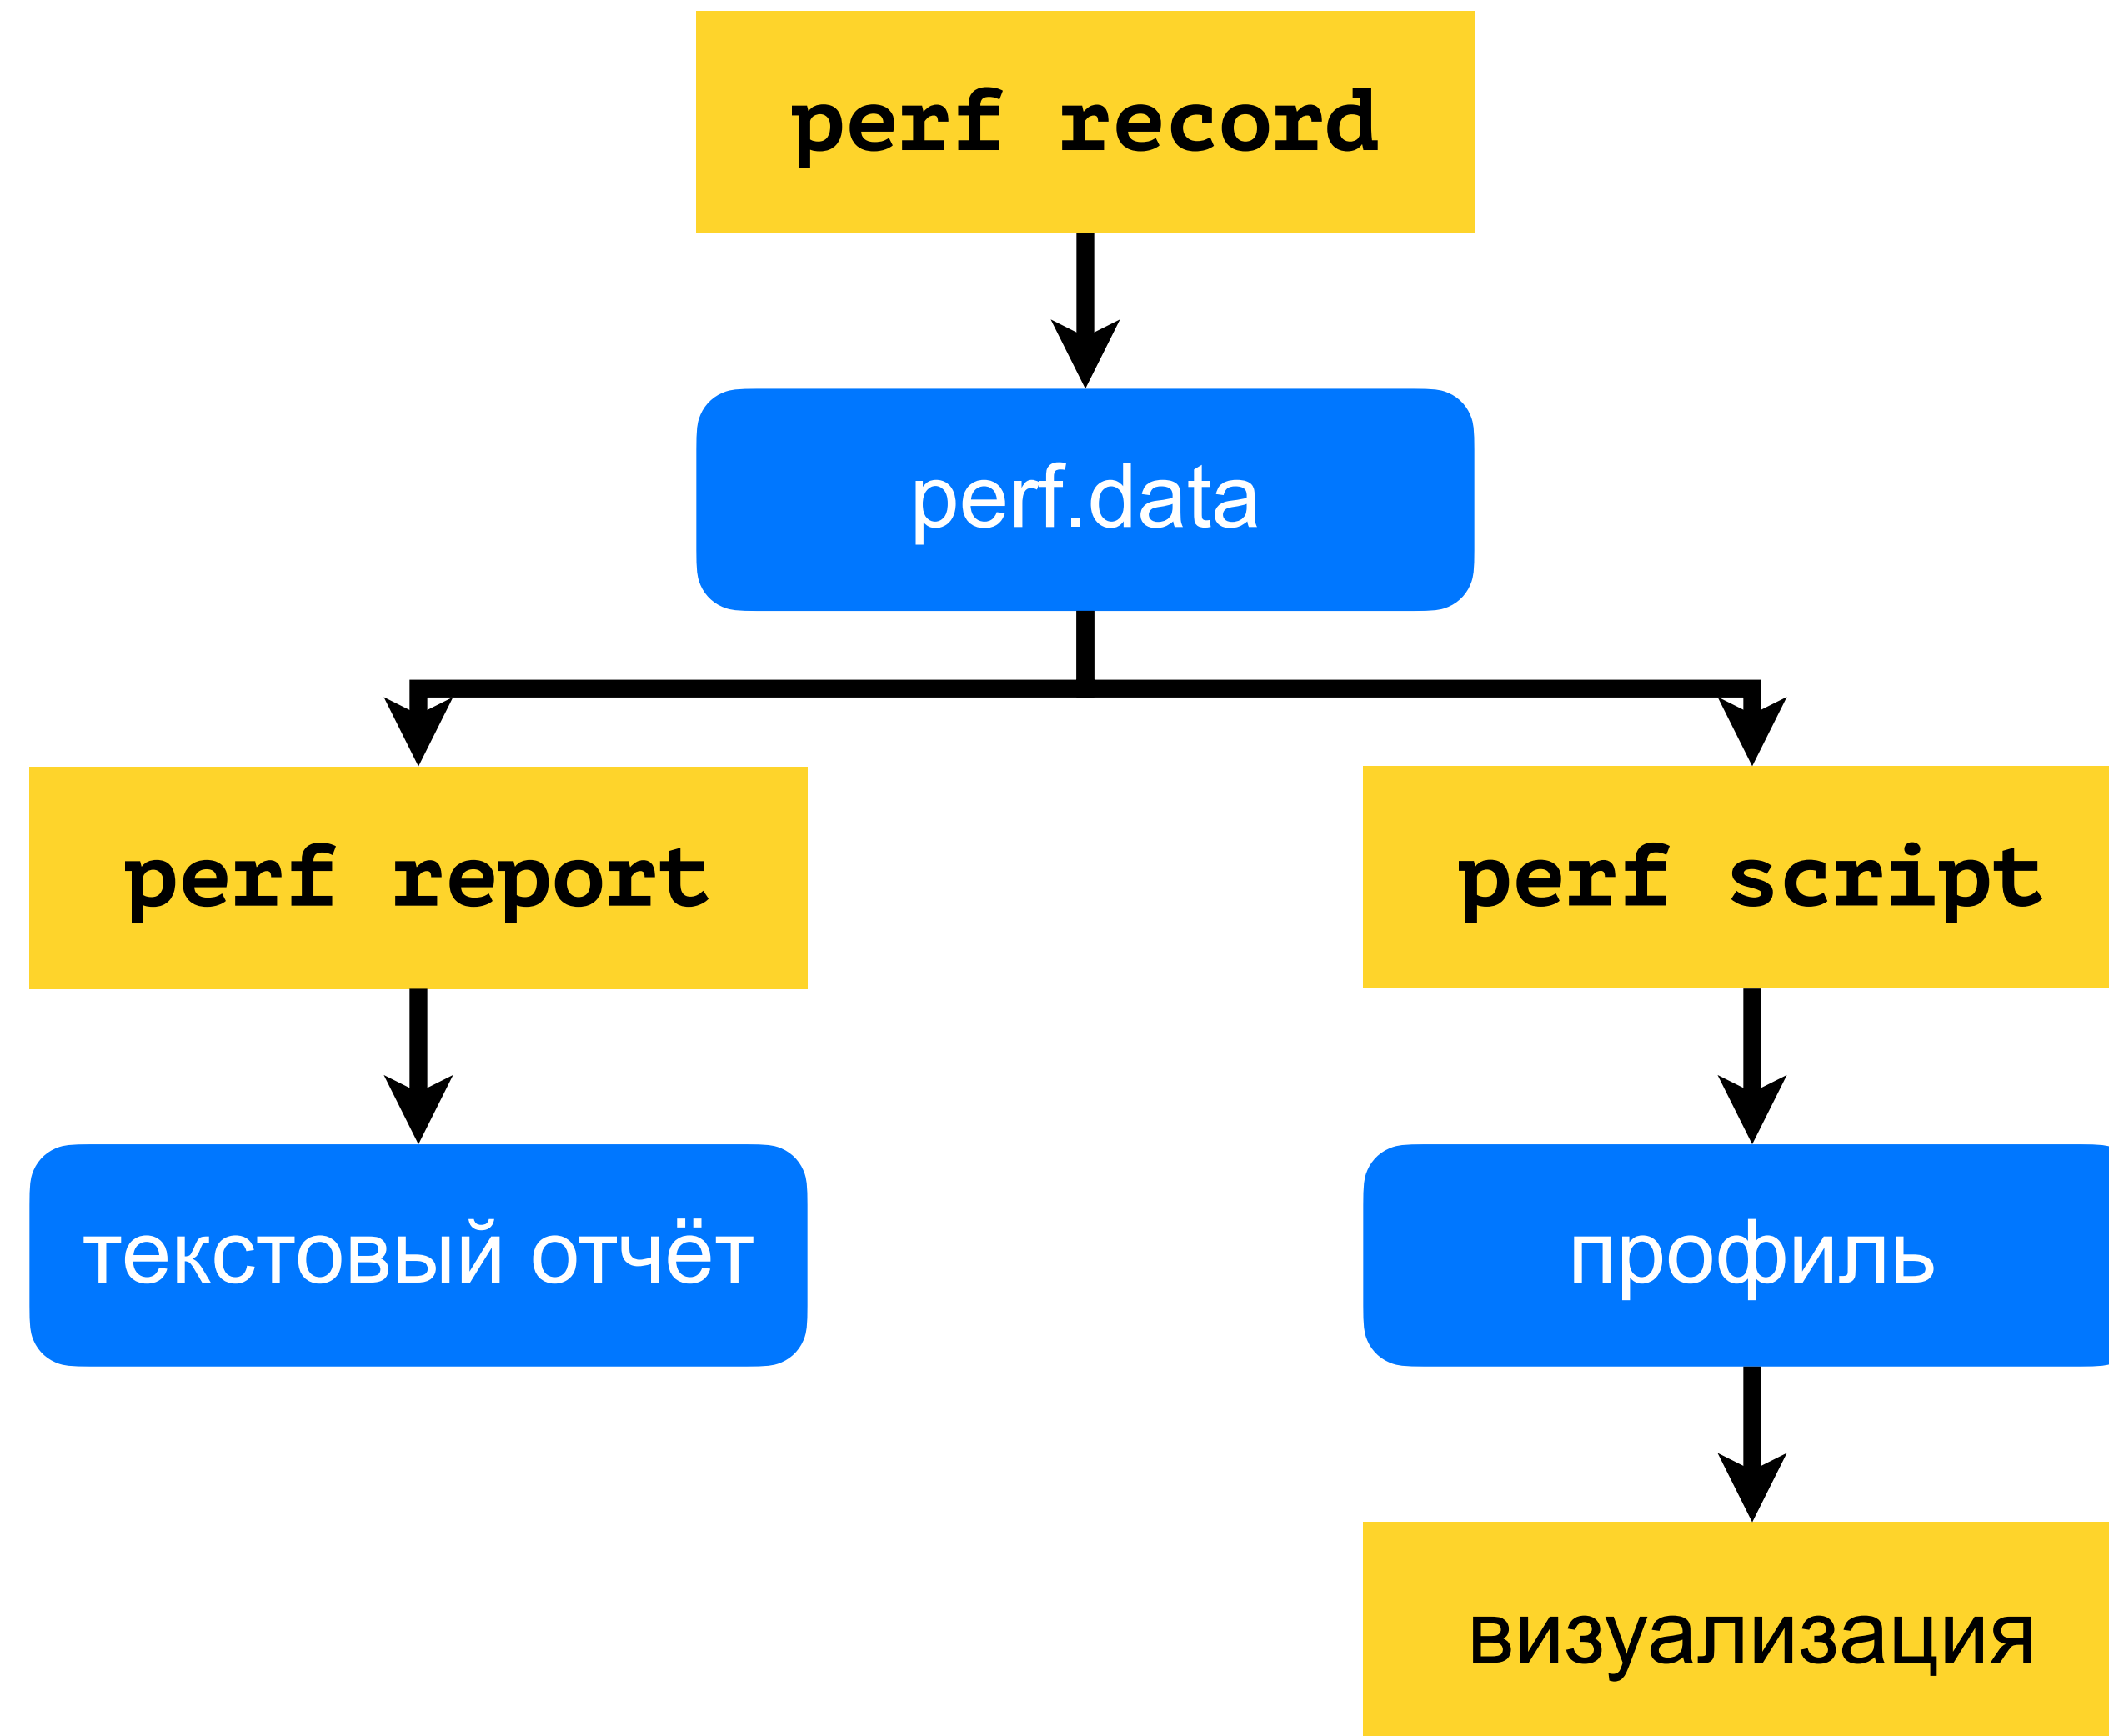 perf record
perf.data
perf report
perf script
текстовый отчёт
профиль
визуализация